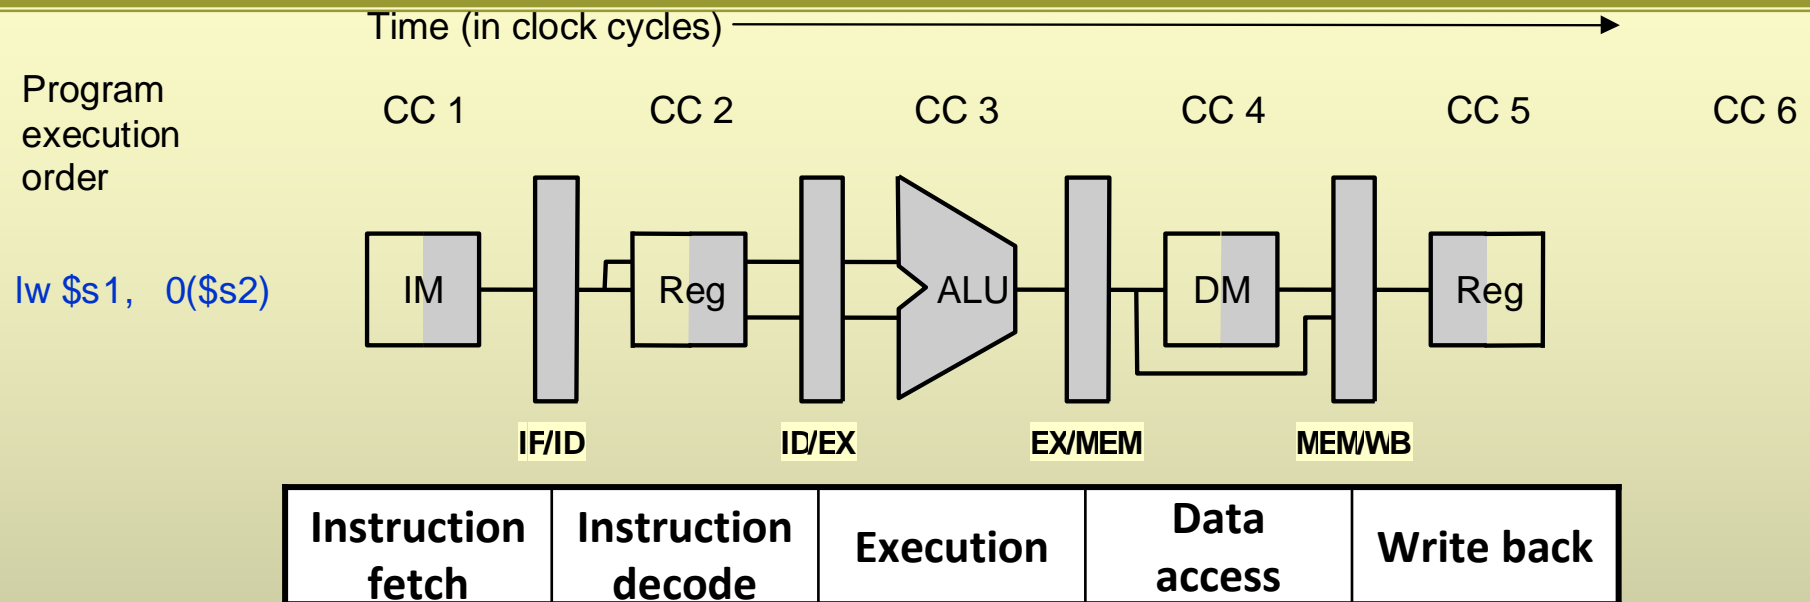 Time (in clock cycles)
Program
execution
order
CC 1 CC 2 CC 3 CC 4 CC 5 CC 6
lw $s1, 0($s2)
IM Reg ALU DM Reg
IF/ID ID/EX EX/MEM MEM/WB
Instruction fetch
Instruction decode
Execution
Data access
Write back